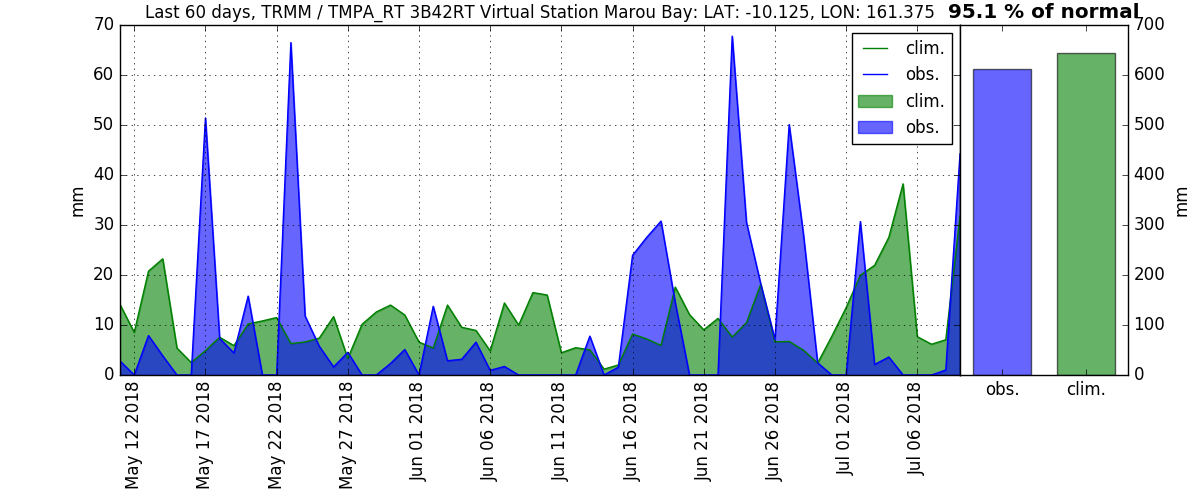 Last 60 days, TRMM / TMPA_RT 3B42RT Virtual Station Marou Bay: LAT: -10.125, LON: 161.375 95.1 % of normal
70
60
50
40
30
20
10
0
mm
clim.
obs.
clim.
obs.
700
600
500
400
300
200
100
0
mm
May 12 2018
May 17 2018
May 22 2018
May 27 2018
Jun 01 2018
Jun 06 2018
Jun 11 2018
Jun 16 2018
Jun 21 2018
Jun 26 2018
Jul 01 2018
Jul 06 2018
obs.
clim.